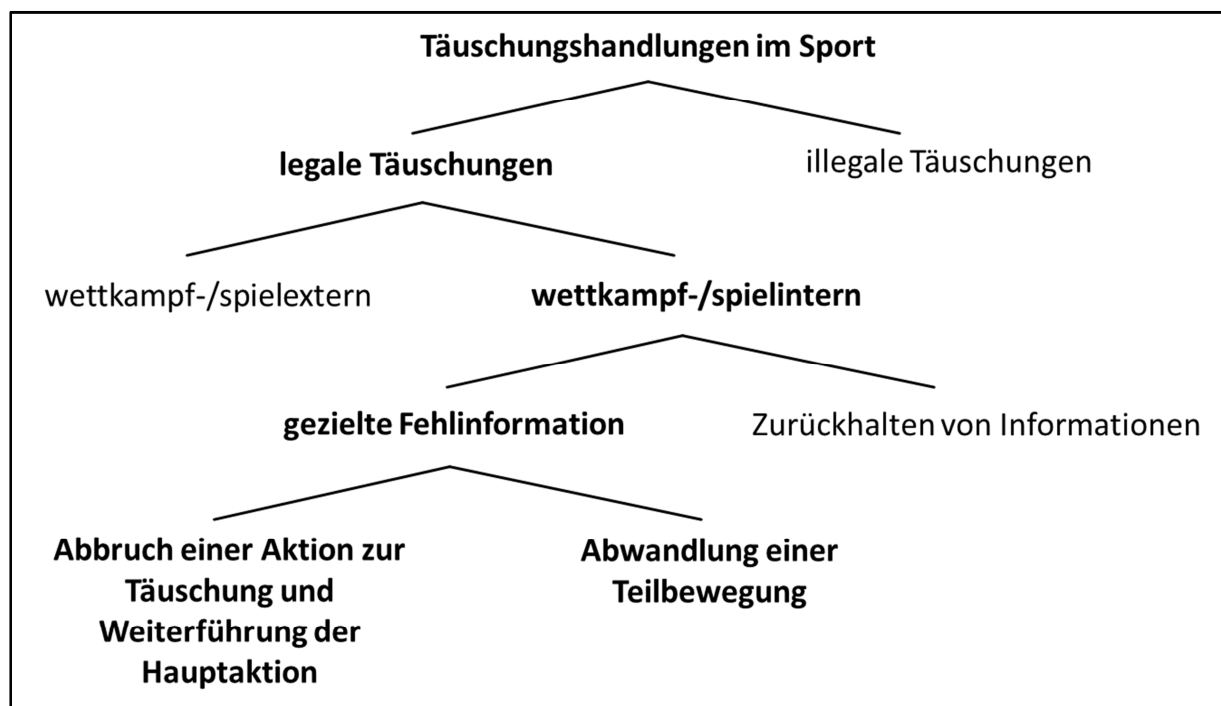 Täuschungshandlungen im Sport
legale Täuschungen
illegale Täuschungen
wettkampf-/spielextern
wettkampf-/spielintern
gezielte Fehlinformation
Zurückhalten von Informationen
Abbruch einer Aktion zur
Täuschung und
Weiterführung der
Hauptaktion
Abwandlung einer
Teilbewegung